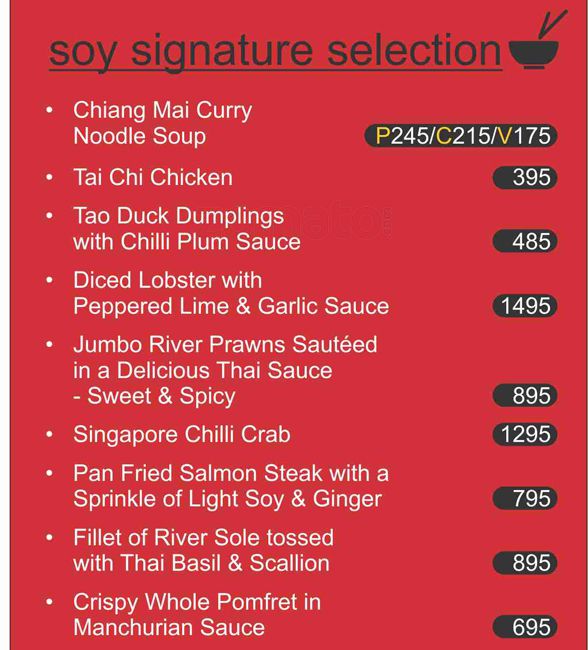 soy signature selection
• Chiang Mai Curry
Noodle Soup P245/C215/V175
• Tai Chi Chicken 395
• Tao Duck Dumplings
with Chilli Plum Sauce 485
• Diced Lobster with
Peppered Lime & Garlic Sauce 1495
• Jumbo River Prawns Sautéed
in a Delicious Thai Sauce
- Sweet & Spicy 895
• Singapore Chilli Crab 1295
• Pan Fried Salmon Steak with a
Sprinkle of Light Soy & Ginger 795
• Fillet of River Sole tossed
with Thai Basil & Scallion 895
• Crispy Whole Pomfret in
Manchurian Sauce 695